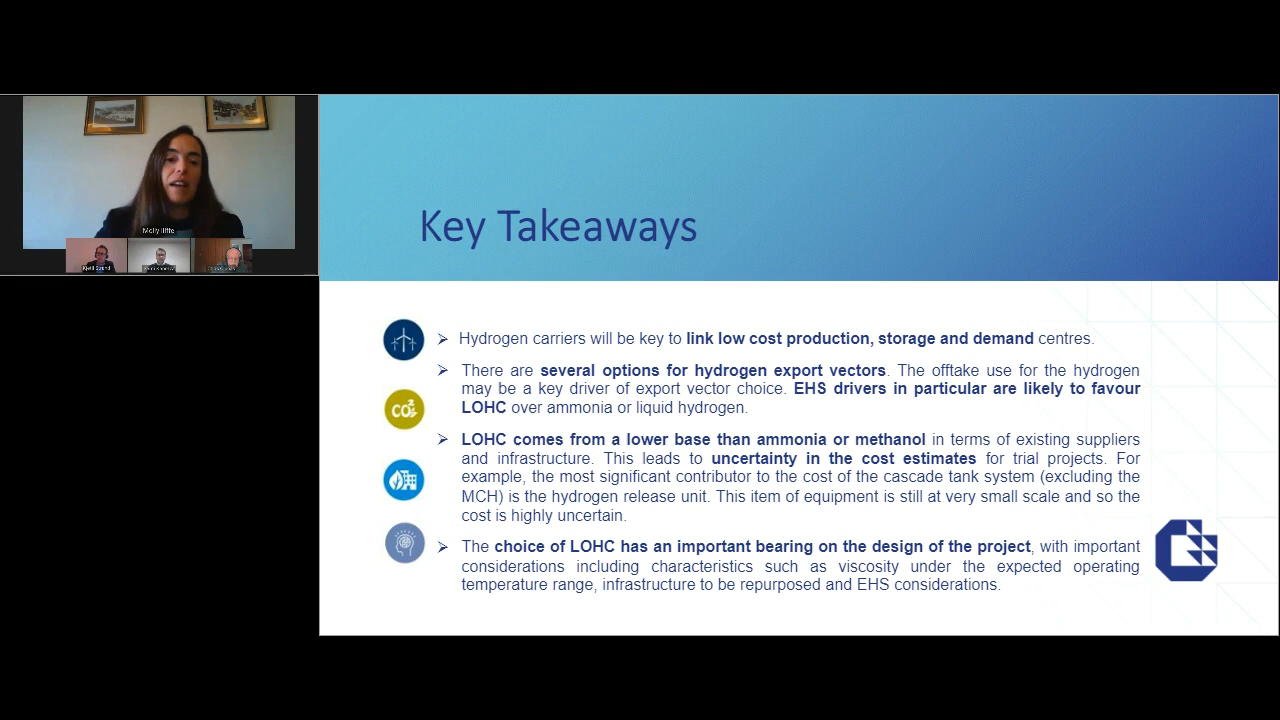 Molly Iliffe
Kjetil Strand
Key Takeaways
➢ Hydrogen carriers will be key to link low cost production, storage and demand centres.
➢ There are several options for hydrogen export vectors. The offtake use for the hydrogen
may be a key driver of export vector choice. EHS drivers in particular are likely to favour
LOHC over ammonia or liquid hydrogen.
➢ LOHC comes from a lower base than ammonia or methanol in terms of existing suppliers
and infrastructure. This leads to uncertainty in the cost estimates for trial projects. For
example, the most significant contributor to the cost of the cascade tank system (excluding the
MCH) is the hydrogen release unit. This item of equipment is still at very small scale and so the
cost is highly uncertain.
➢ The choice of LOHC has an important bearing on the design of the project, with important
considerations including characteristics such as viscosity under the expected operating
temperature range, infrastructure to be repurposed and EHS considerations.
CO2